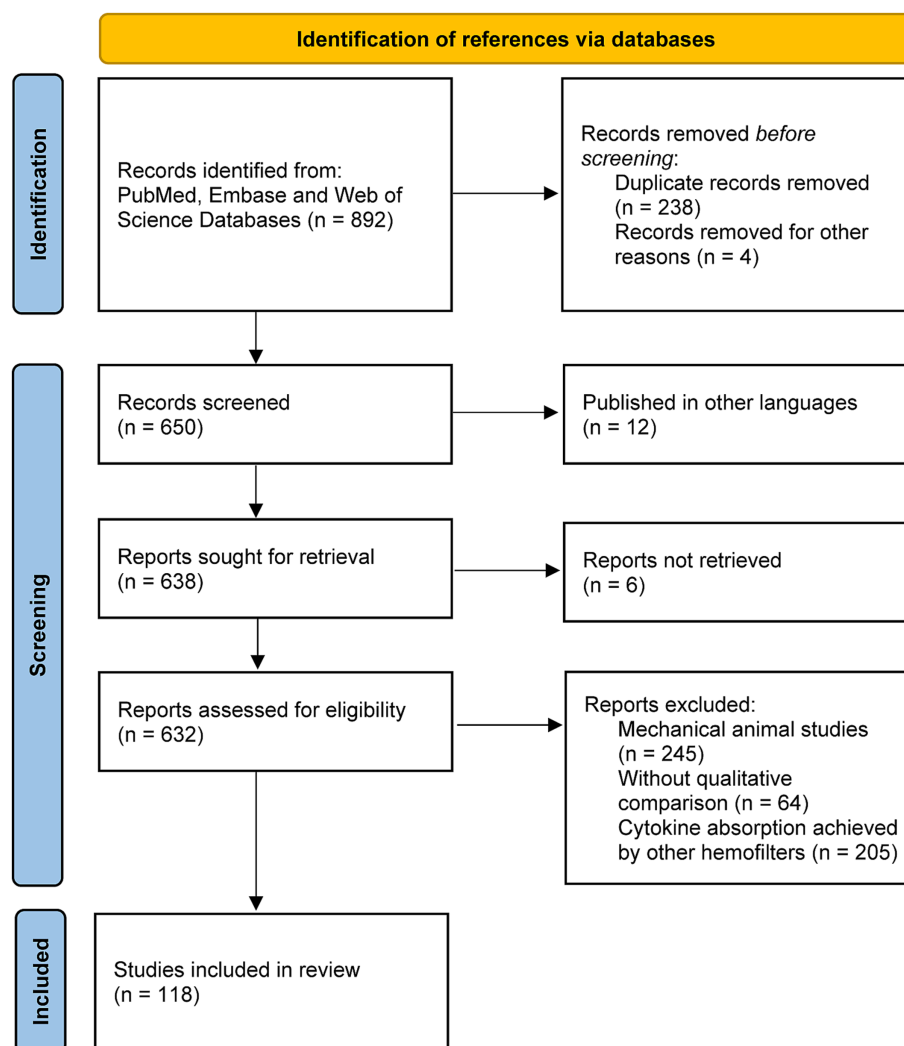 Identification of references via databases
Identification
Records identified from:
PubMed, Embase and Web of
Science Databases (n = 892)
Records removed before
screening:
Duplicate records removed
(n = 238)
Records removed for other
reasons (n = 4)
Screening
Records screened
(n = 650)
Published in other languages
(n = 12)
Reports sought for retrieval
(n = 638)
Reports not retrieved
(n = 6)
Reports assessed for eligibility
(n = 632)
Reports excluded:
Mechanical animal studies
(n = 245)
Without qualitative
comparison (n = 64)
Cytokine absorption achieved
by other hemofilters (n = 205)
Included
Studies included in review
(n = 118)